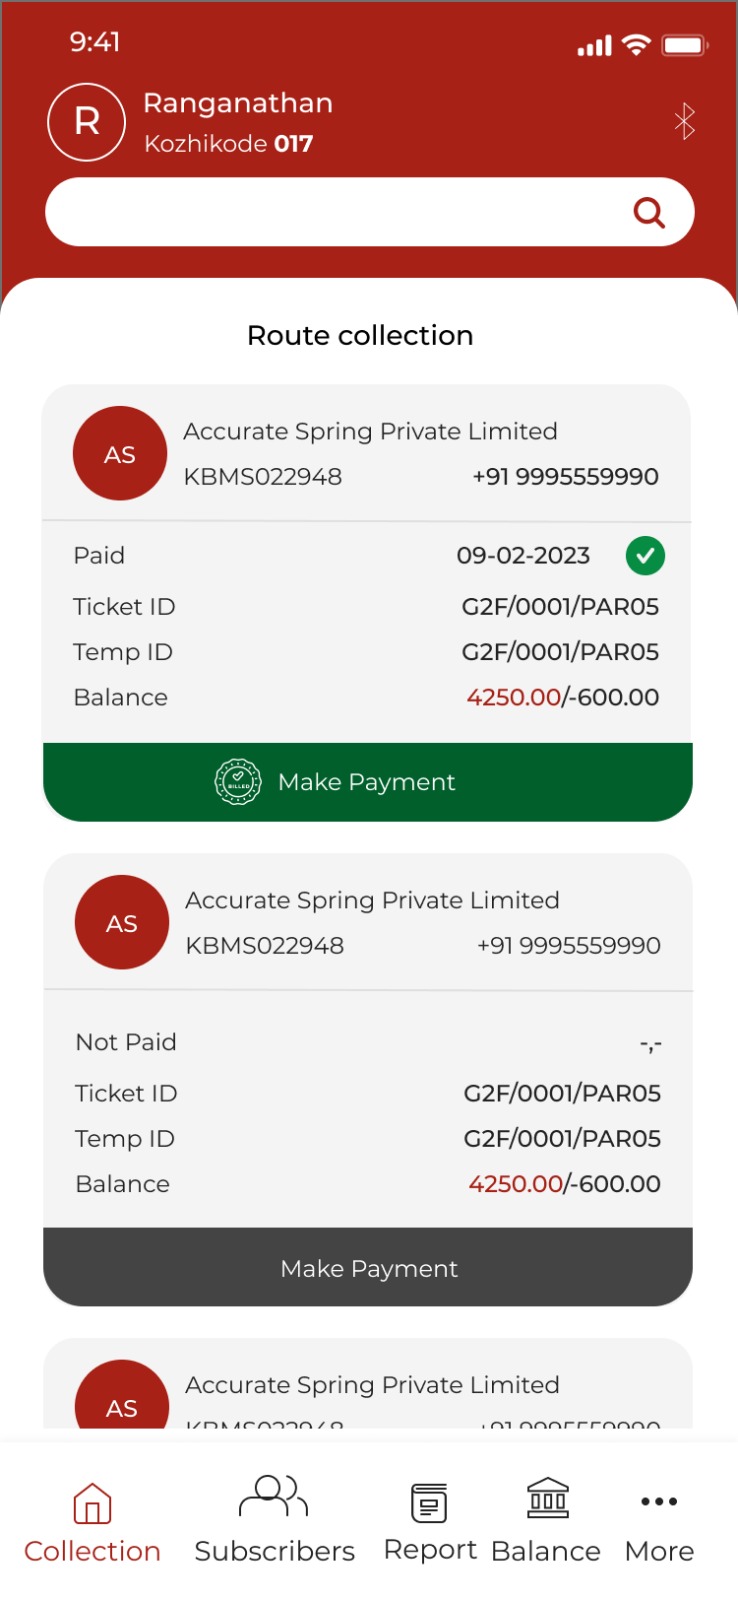 9:41
R
Ranganathan
Kozhikode 017
Route collection
AS
Accurate Spring Private Limited
KBMS022948 +91 9995559990
Paid 09-02-2023
Ticket ID G2F/0001/PAR05
Temp ID G2F/0001/PAR05
Balance 4250.00/-600.00
BILLED Make Payment
AS
Accurate Spring Private Limited
KBMS022948 +91 9995559990
Not Paid -,-
Ticket ID G2F/0001/PAR05
Temp ID G2F/0001/PAR05
Balance 4250.00/-600.00
Make Payment
AS
Accurate Spring Private Limited
KBMS022948 +91 9995559990
Collection Subscribers Report Balance More